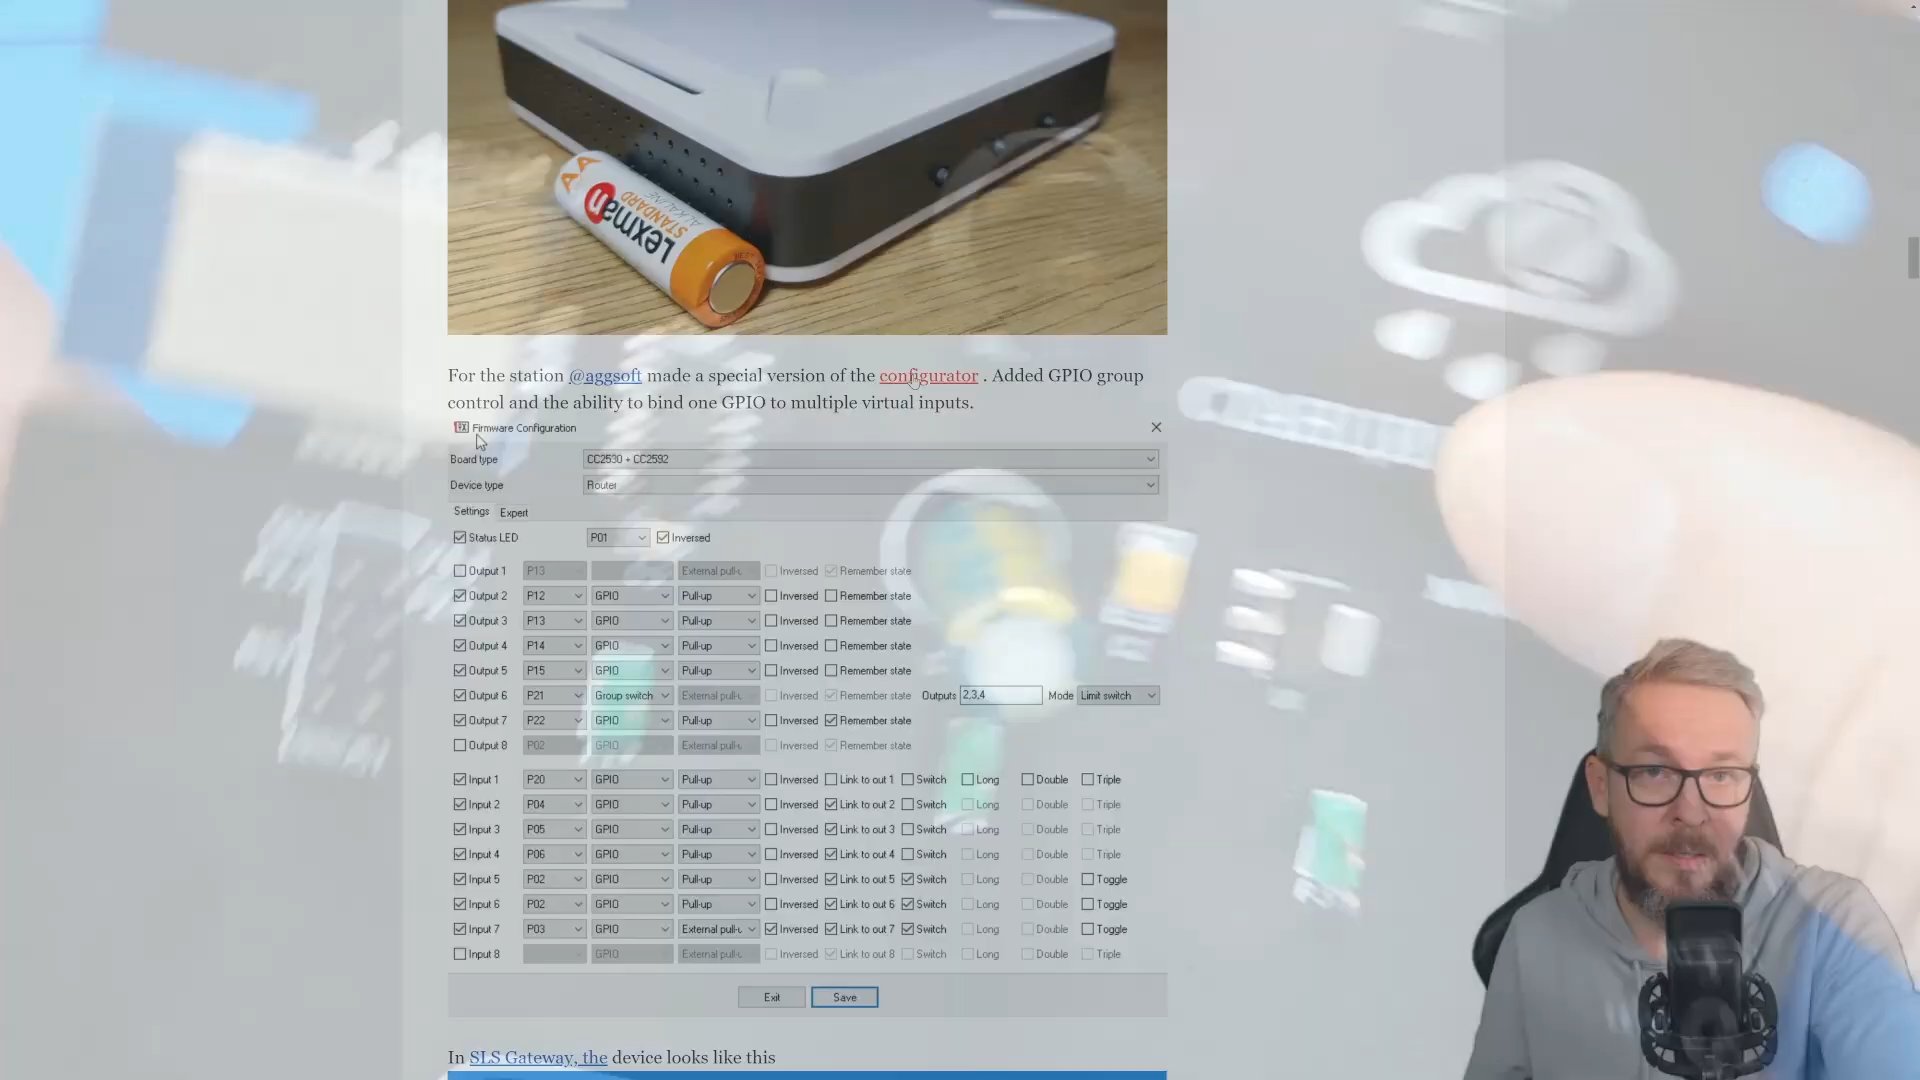 AA
Lexman
STANDARD
ALKALINE
For the station @aggsoft made a special version of the configurator . Added GPIO group
control and the ability to bind one GPIO to multiple virtual inputs.
Firmware Configuration
Board type CC2530 + CC2592
Device type Router
Settings Expert
Status LED P01 Inversed
Output 1 P13 External pull-u Inversed Remember state
Output 2 P12 GPIO Pull-up Inversed Remember state
Output 3 P13 GPIO Pull-up Inversed Remember state
Output 4 P14 GPIO Pull-up Inversed Remember state
Output 5 P15 GPIO Pull-up Inversed Remember state
Output 6 P21 Group switch External pull-u Inversed Remember state Outputs 2,3,4 Mode Limit switch
Output 7 P22 GPIO Pull-up Inversed Remember state
Output 8 P02 GPIO External pull-u Inversed Remember state
Input 1 P20 GPIO Pull-up Inversed Link to out 1 Switch Long Double Triple
Input 2 P04 GPIO Pull-up Inversed Link to out 2 Switch Long Double Triple
Input 3 P05 GPIO Pull-up Inversed Link to out 3 Switch Long Double Triple
Input 4 P06 GPIO Pull-up Inversed Link to out 4 Switch Long Double Triple
Input 5 P02 GPIO Pull-up Inversed Link to out 5 Switch Long Double Toggle
Input 6 P02 GPIO Pull-up Inversed Link to out 6 Switch Long Double Toggle
Input 7 P03 GPIO External pull-u Inversed Link to out 7 Switch Long Double Toggle
Input 8 GPIO External pull-u Inversed Link to out 8 Switch Long Double Triple
Exit Save
In SLS Gateway, the device looks like this